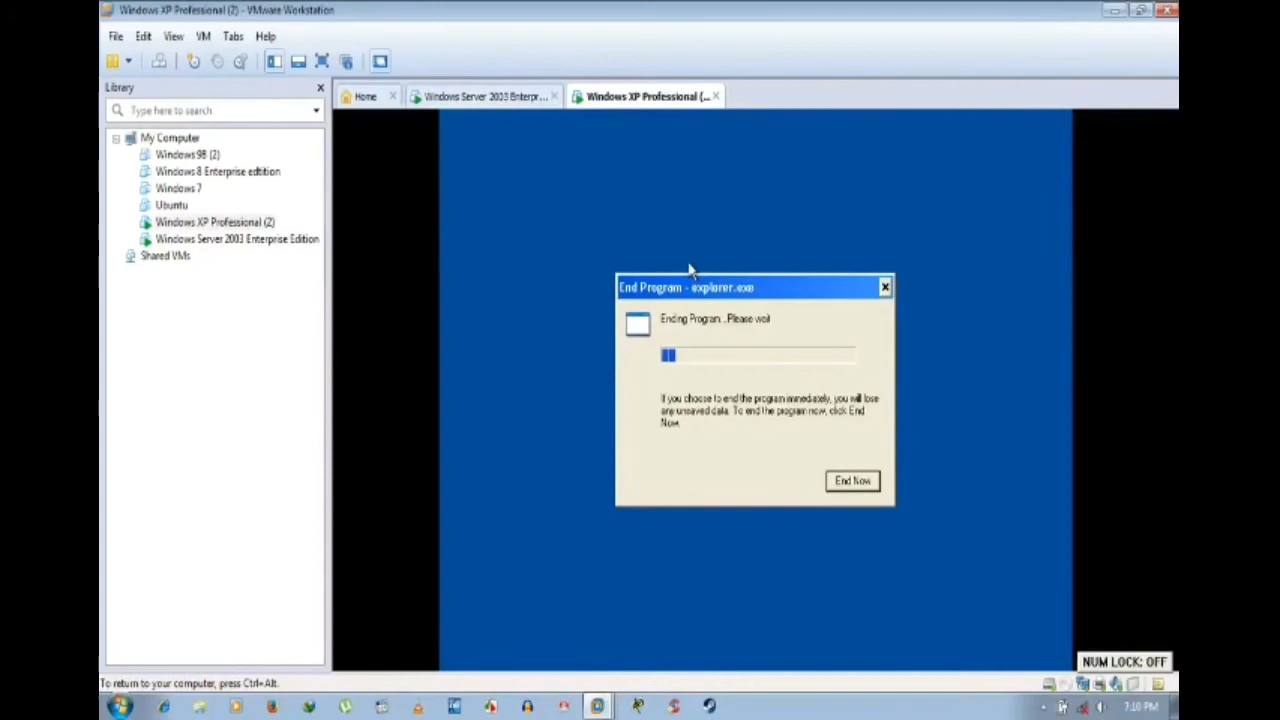 Windows XP Professional (2) - VMware Workstation
File Edit View VM Tabs Help
Library
Type here to search
Home
Windows Server 2003 Enterpr...
Windows XP Professional (...
My Computer
Windows 98 (2)
Windows 8 Enterprise edtition
Windows 7
Ubuntu
Windows XP Professional (2)
Windows Server 2003 Enterprise Edition
Shared VMs
End Program - explorer.exe
Ending Program...Please wait
If you choose to end the program immediately, you will lose
any unsaved data. To end the program now, click End
Now.
End Now
NUM LOCK: OFF
To return to your computer, press Ctrl+Alt.
7:10 PM